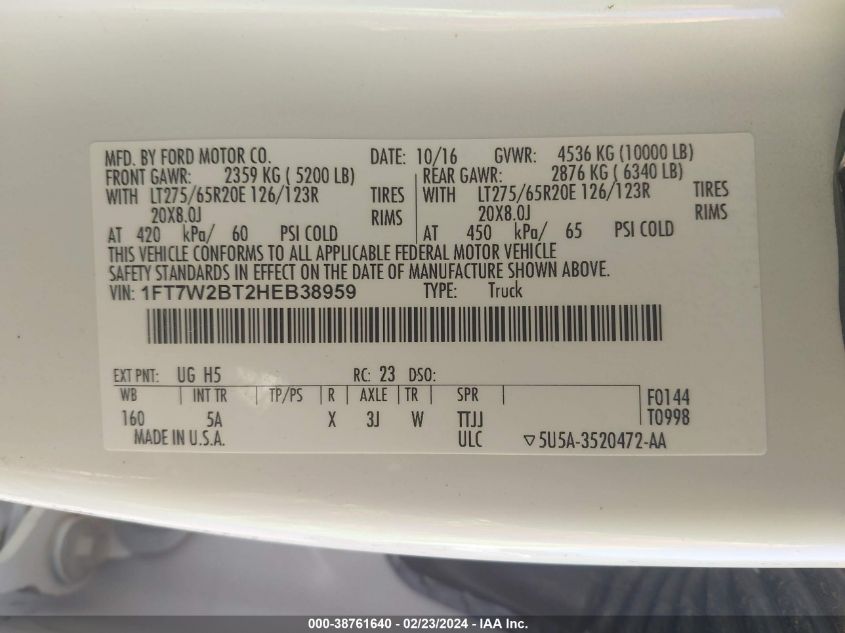 MFD. BY FORD MOTOR CO. DATE: 10/16 GVWR: 4536 KG (10000 LB)
FRONT GAWR: 2359 KG ( 5200 LB) REAR GAWR: 2876 KG ( 6340 LB)
WITH LT275/65R20E 126/123R TIRES WITH LT275/65R20E 126/123R TIRES
20X8.0J RIMS 20X8.0J RIMS
AT 420 kPa/ 60 PSI COLD AT 450 kPa/ 65 PSI COLD
THIS VEHICLE CONFORMS TO ALL APPLICABLE FEDERAL MOTOR VEHICLE
SAFETY STANDARDS IN EFFECT ON THE DATE OF MANUFACTURE SHOWN ABOVE.
VIN: 1FT7W2BT2HEB38959 TYPE: Truck
EXT PNT: UG H5 RC: 23 DSO:
WB INT TR TP/PS R AXLE TR SPR F0144
160 5A X 3J W TTJJ T0998
MADE IN U.S.A. ULC ▽5U5A-3520472-AA
000-38761640 - 02/23/2024 - IAA Inc.